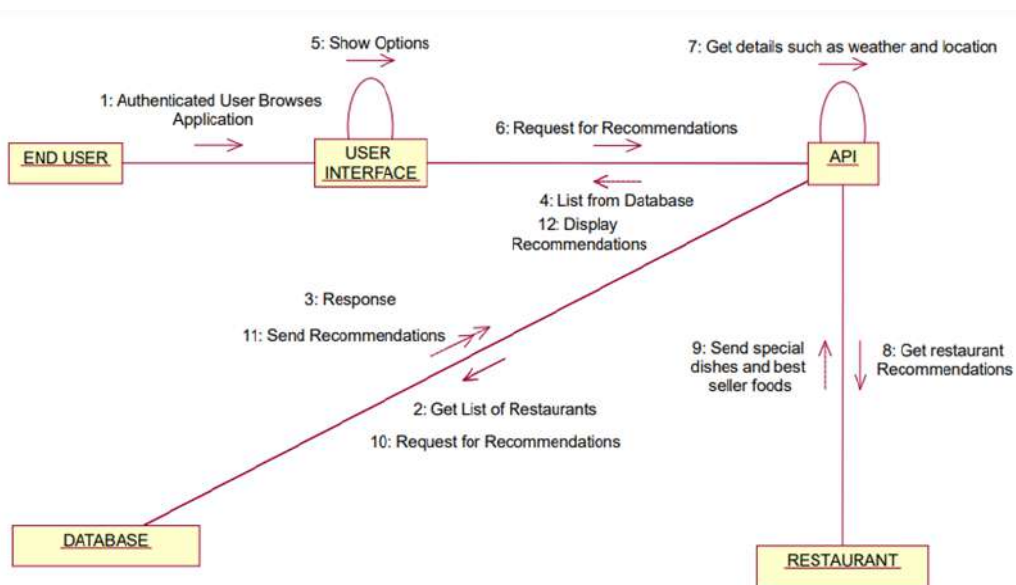 5: Show Options
7: Get details such as weather and location
1: Authenticated User Browses
Application
6: Request for Recommendations
END USER
USER
INTERFACE
API
4: List from Database
12: Display
Recommendations
3: Response
11: Send Recommendations
9: Send special
dishes and best
seller foods
8: Get restaurant
Recommendations
2: Get List of Restaurants
10: Request for Recommendations
DATABASE
RESTAURANT